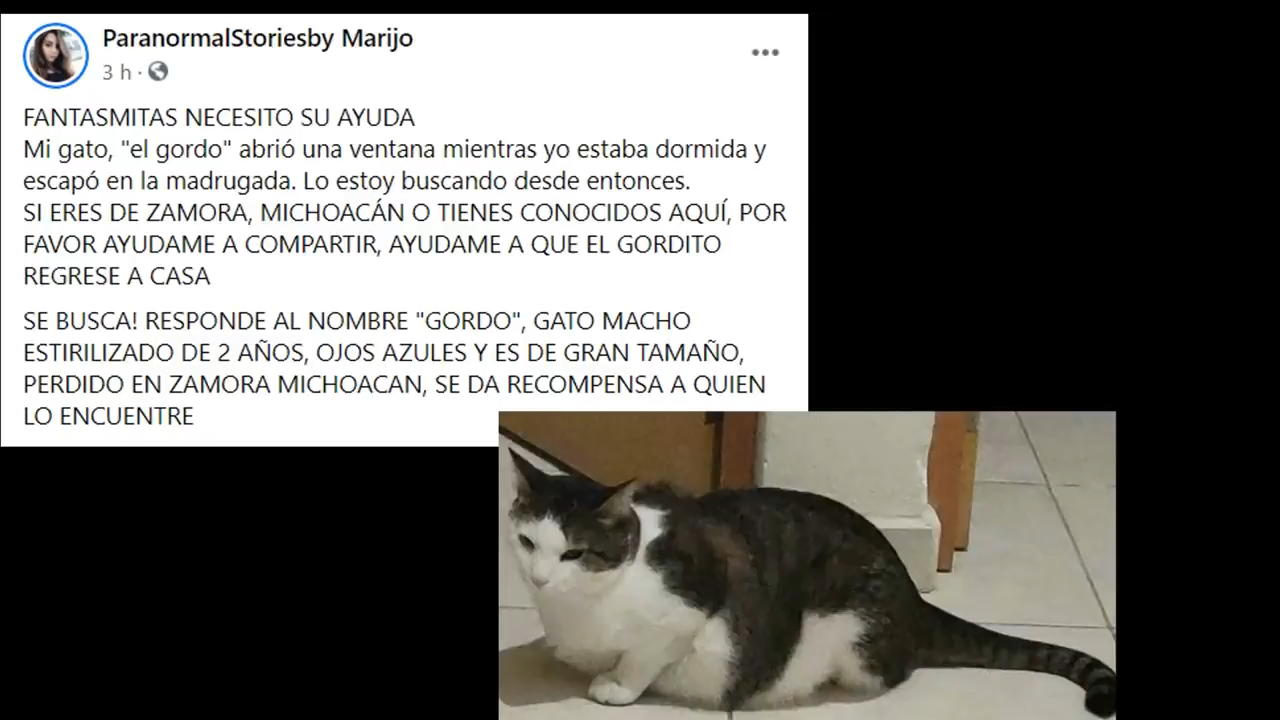 ParanormalStoriesby Marijo
3 h ·
FANTASMITAS NECESITO SU AYUDA
Mi gato, "el gordo" abrió una ventana mientras yo estaba dormida y
escapó en la madrugada. Lo estoy buscando desde entonces.
SI ERES DE ZAMORA, MICHOACÁN O TIENES CONOCIDOS AQUÍ, POR
FAVOR AYUDAME A COMPARTIR, AYUDAME A QUE EL GORDITO
REGRESE A CASA
SE BUSCA! RESPONDE AL NOMBRE "GORDO", GATO MACHO
ESTIRILIZADO DE 2 AÑOS, OJOS AZULES Y ES DE GRAN TAMAÑO,
PERDIDO EN ZAMORA MICHOACAN, SE DA RECOMPENSA A QUIEN
LO ENCUENTRE